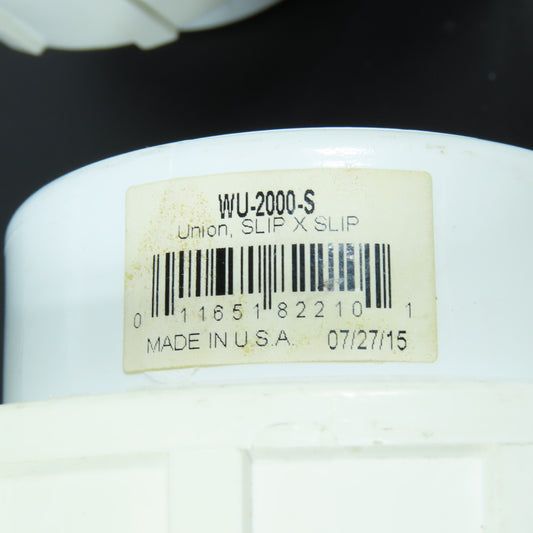 WU-2000-S
Union, SLIP X SLIP
0 11651 82210 1
MADE IN U.S.A. 07/27/15